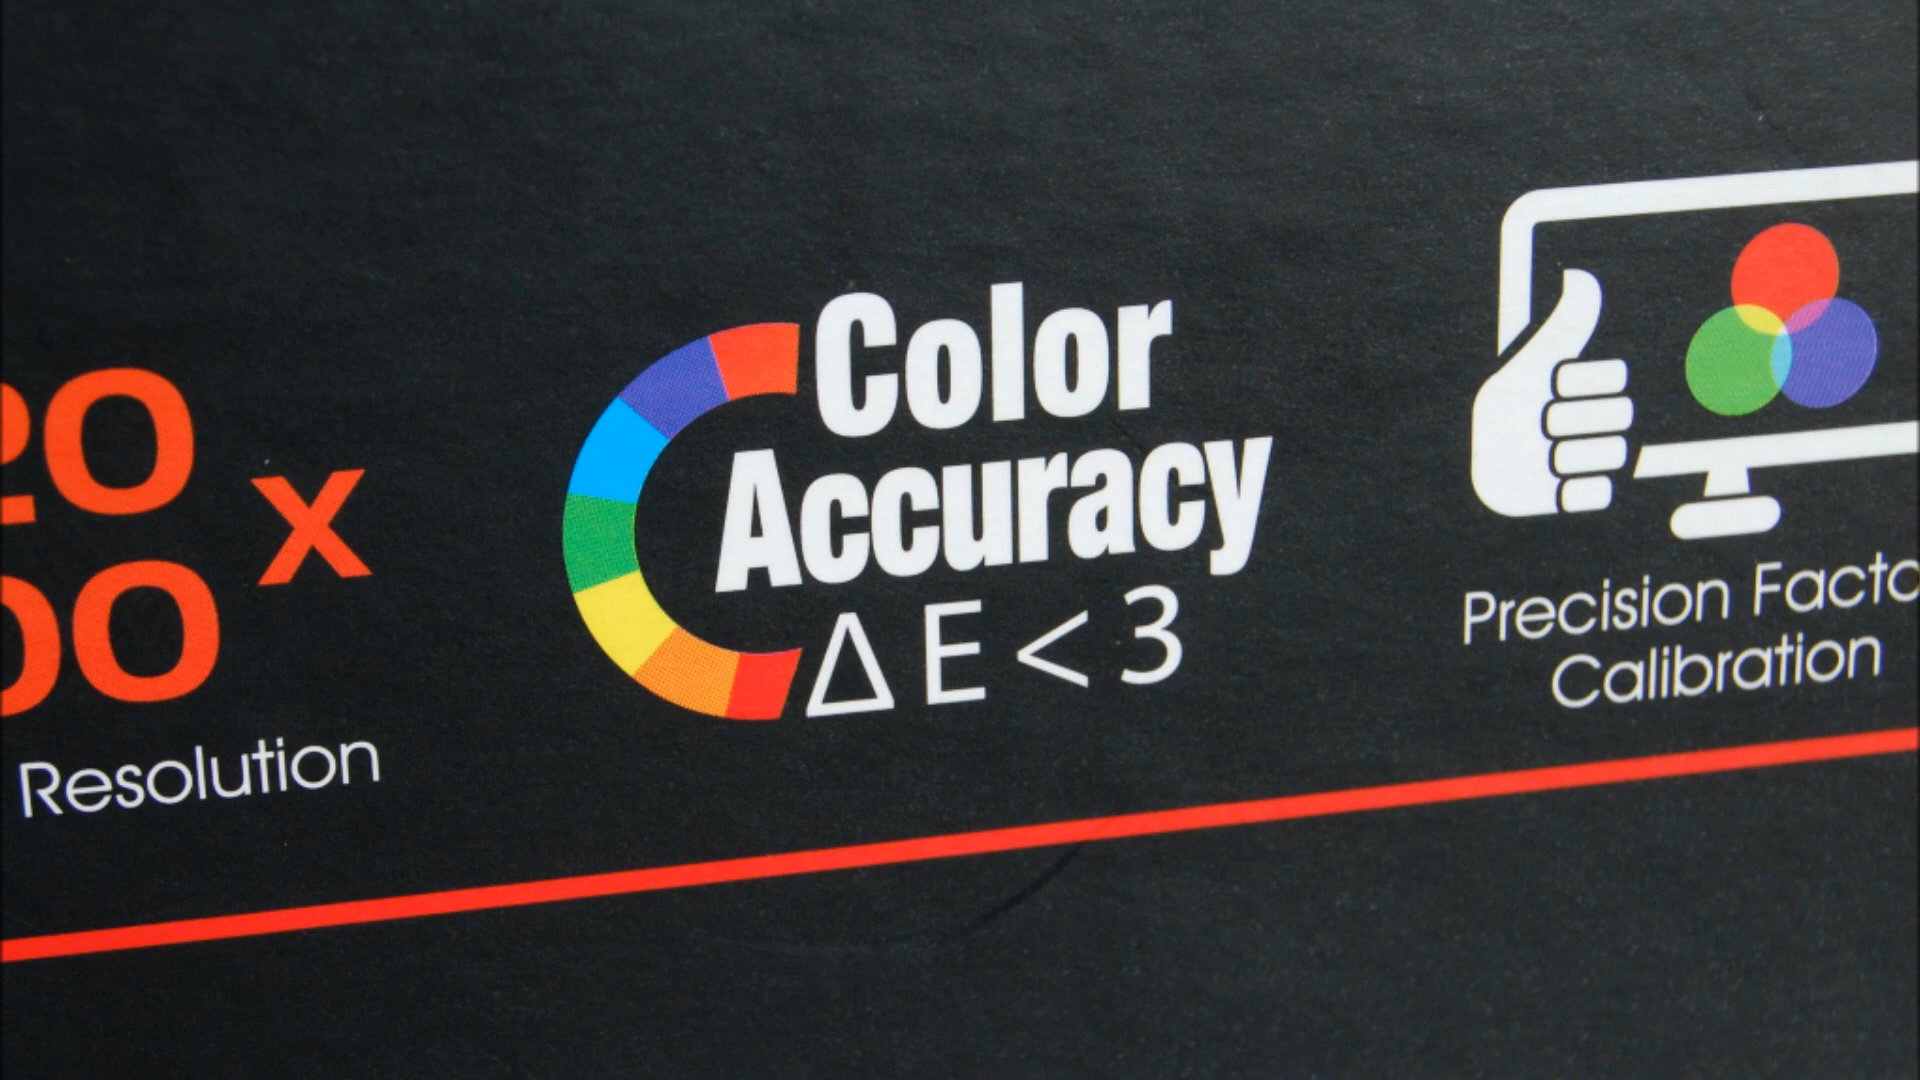 20 x
00
Resolution
Color
Accuracy
Δ E < 3
Precision Facto
Calibration